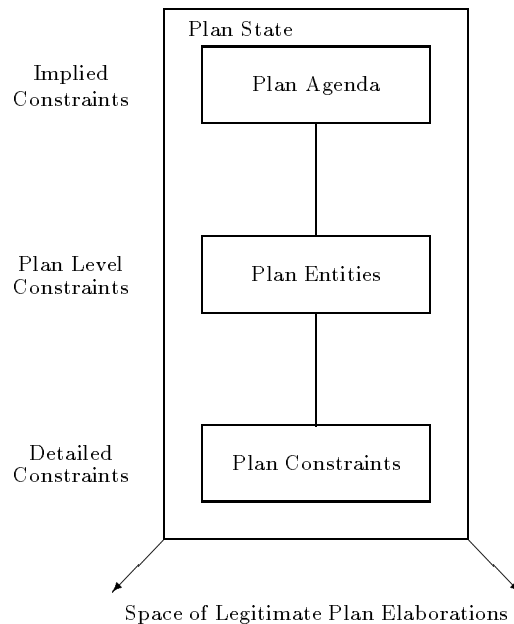 Plan State
Implied
Constraints
Plan Agenda
Plan Level
Constraints
Plan Entities
Detailed
Constraints
Plan Constraints
Space of Legitimate Plan Elaborations